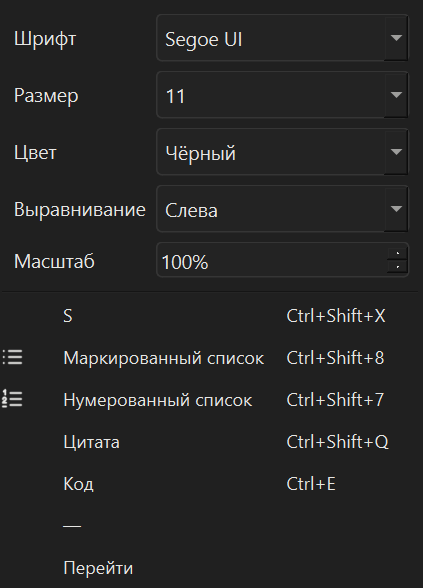 Шрифт Segoe UI
Размер 11
Цвет Чёрный
Выравнивание Слева
Масштаб 100%
S Ctrl+Shift+X
Маркированный список Ctrl+Shift+8
Нумерованный список Ctrl+Shift+7
Цитата Ctrl+Shift+Q
Код Ctrl+E
—
Перейти